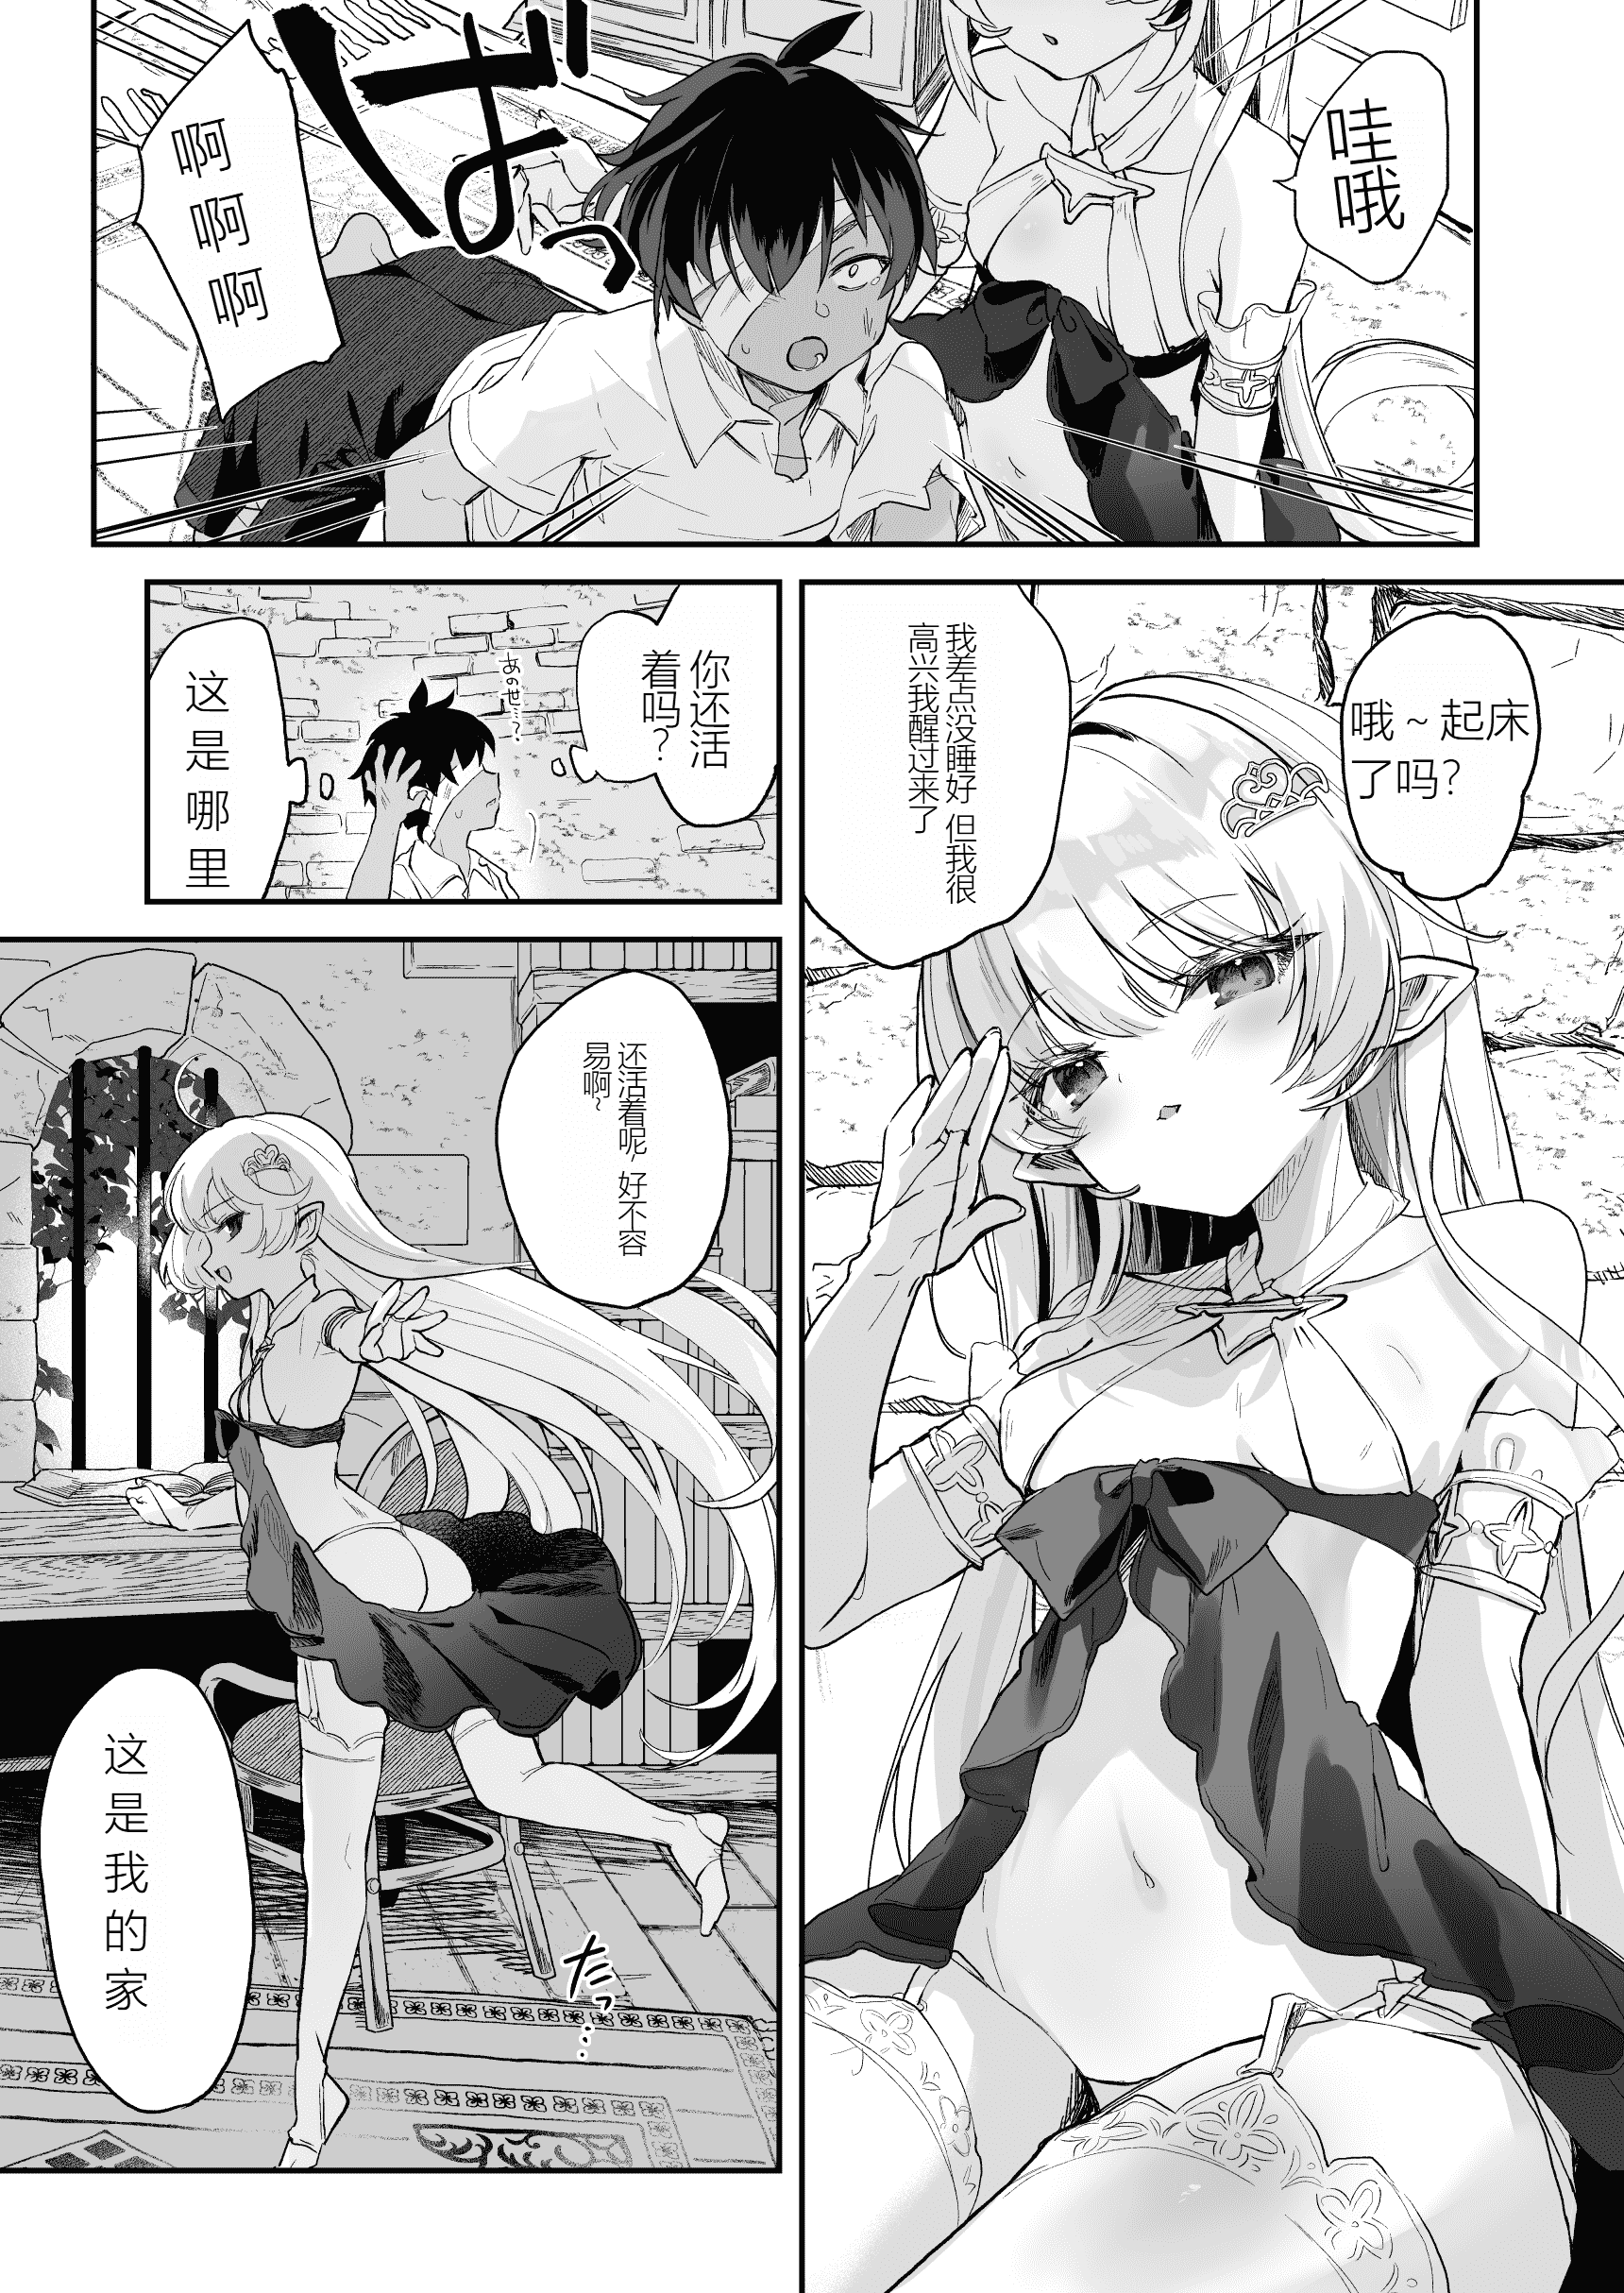 哇哦
ばっ
啊啊啊
哦~起床
了吗?
我差点没睡好 但我很
高兴我醒过来了
你还活
着吗?
あの世…?
这是哪里
还活着呢, 好不容
易啊~
たっ…
这是我的家